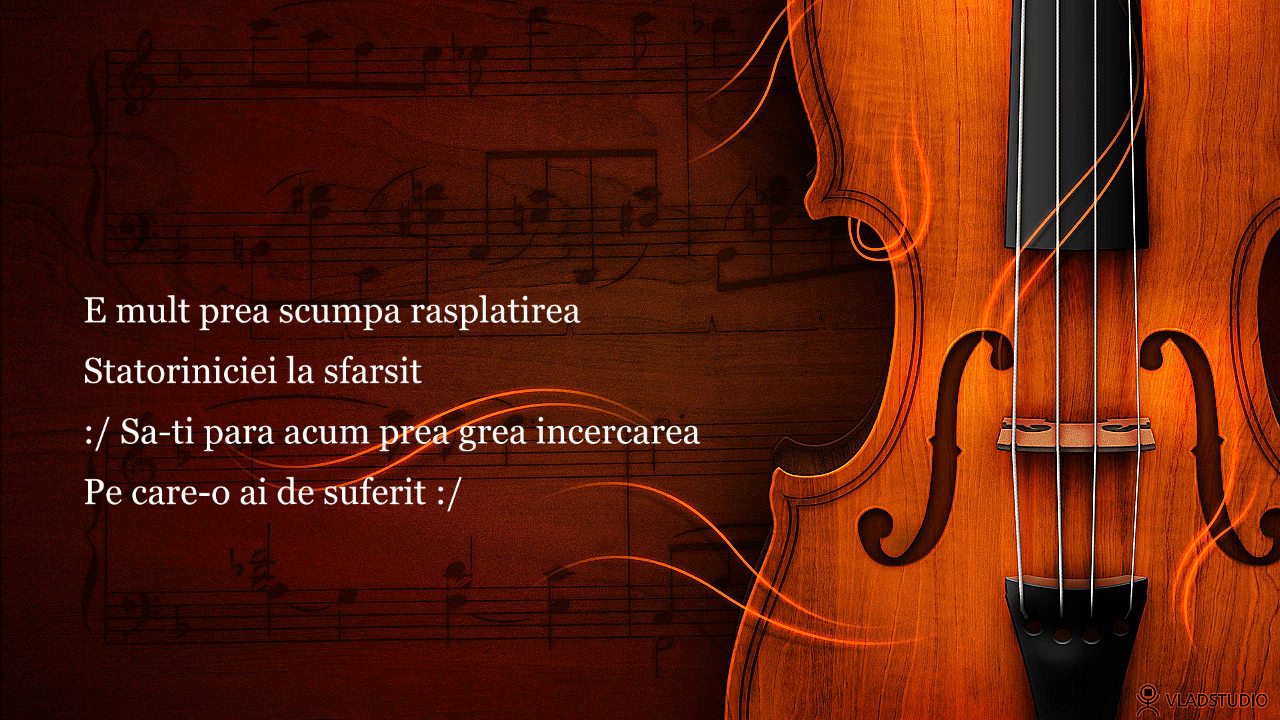 E mult prea scumpa rasplatirea
Statoriniciei la sfarsit
:/ Sa-ti para acum prea grea incercarea
Pe care-o ai de suferit :/
VLADSTUDIO